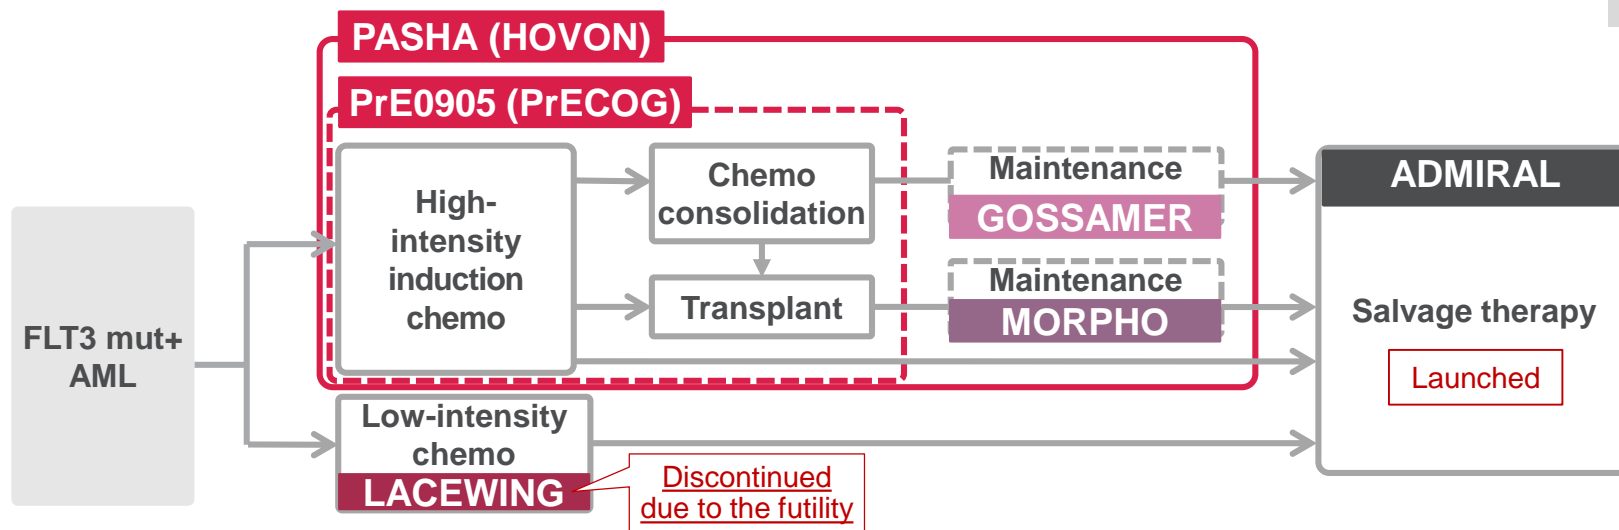 PASHA (HOVON)
PrE0905 (PrECOG)
FLT3 mut+
AML
High-
intensity
induction
chemo
Chemo
consolidation
Transplant
Maintenance
GOSSAMER
Maintenance
MORPHO
ADMIRAL
Salvage therapy
Launched
Low-intensity
chemo
LACEWING
Discontinued
due to the futility